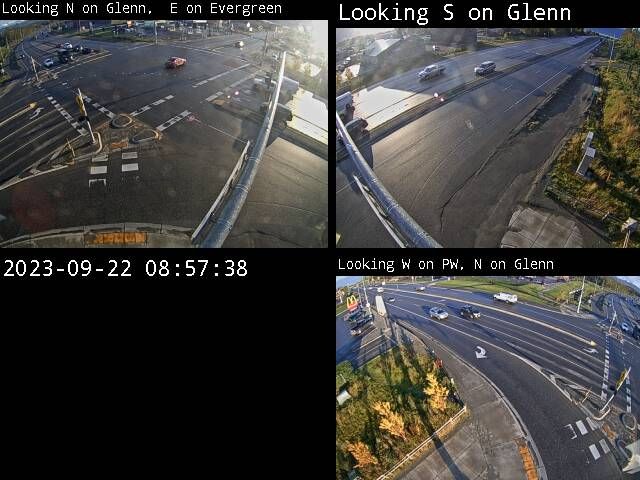 Looking N on Glenn, E on Evergreen
Looking S on Glenn
2023-09-22 08:57:38
Looking W on PW, N on Glenn